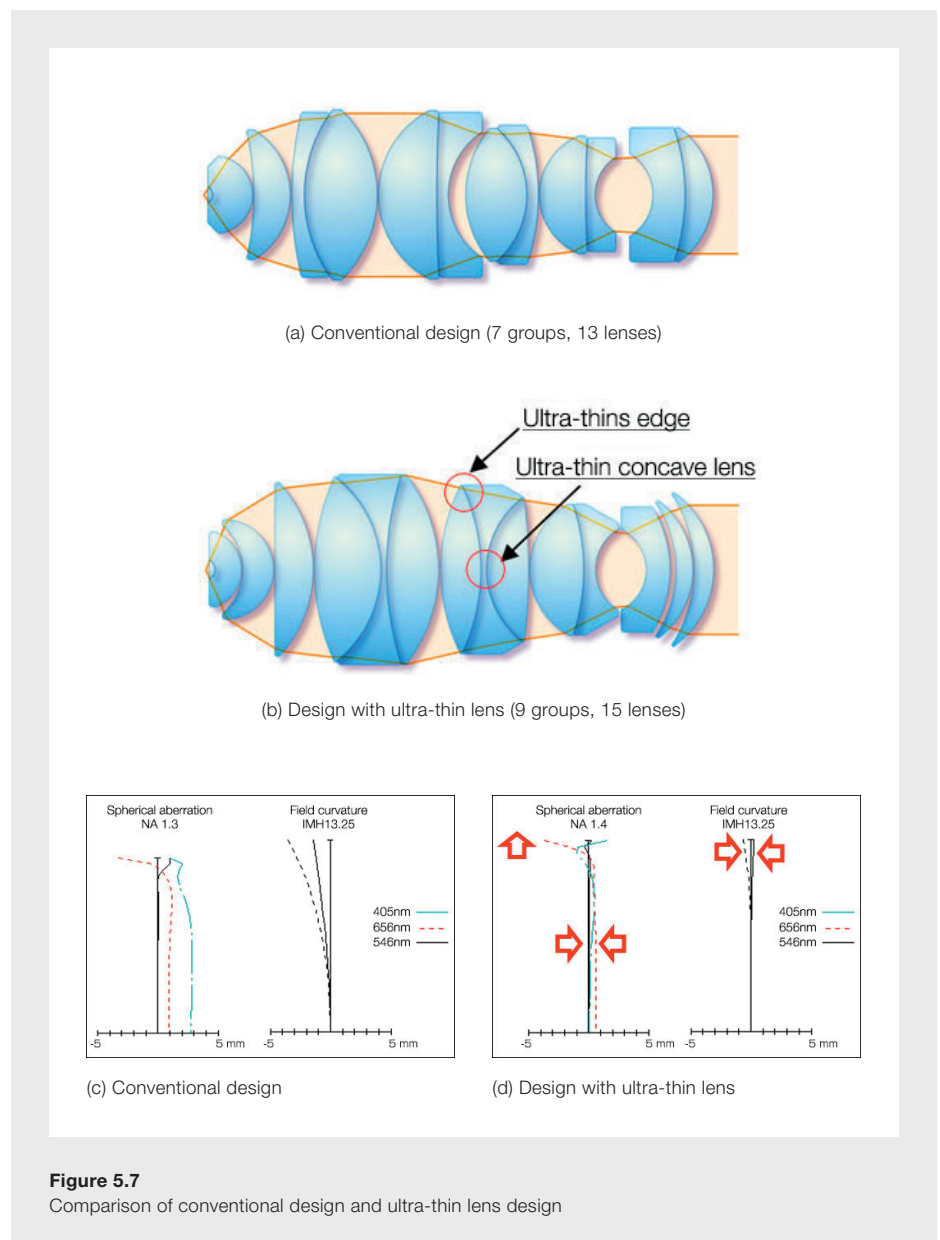 (a) Conventional design (7 groups, 13 lenses)
Ultra-thins edge
Ultra-thin concave lens
(b) Design with ultra-thin lens (9 groups, 15 lenses)
Spherical aberration
NA 1.3
Field curvature
IMH13.25
405nm
656nm
546nm
-5
5 mm
-5
5 mm
(c) Conventional design
Spherical aberration
NA 1.4
Field curvature
IMH13.25
405nm
656nm
546nm
-5
5 mm
-5
5 mm
(d) Design with ultra-thin lens
Figure 5.7
Comparison of conventional design and ultra-thin lens design